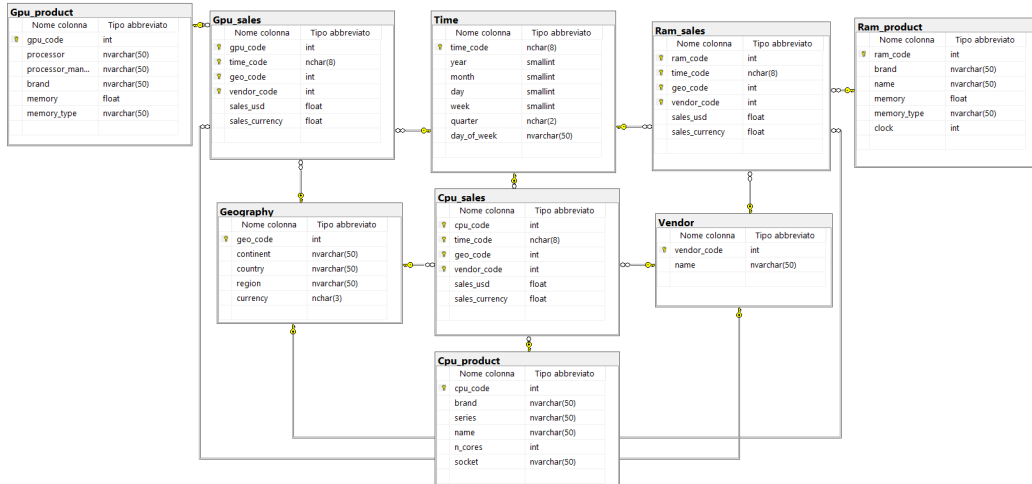 Gpu_product
Nome colonna Tipo abbreviato
gpu_code int
processor nvarchar(50)
processor_man... nvarchar(50)
brand nvarchar(50)
memory float
memory_type nvarchar(50)
Gpu_sales
Nome colonna Tipo abbreviato
gpu_code int
time_code nchar(8)
geo_code int
vendor_code int
sales_usd float
sales_currency float
Time
Nome colonna Tipo abbreviato
time_code nchar(8)
year smallint
month smallint
day smallint
week smallint
quarter nchar(2)
day_of_week nvarchar(50)
Ram_sales
Nome colonna Tipo abbreviato
ram_code int
time_code nchar(8)
geo_code int
vendor_code int
sales_usd float
sales_currency float
Ram_product
Nome colonna Tipo abbreviato
ram_code int
brand nvarchar(50)
name nvarchar(50)
memory float
memory_type nvarchar(50)
clock int
Geography
Nome colonna Tipo abbreviato
geo_code int
continent nvarchar(50)
country nvarchar(50)
region nvarchar(50)
currency nchar(3)
Cpu_sales
Nome colonna Tipo abbreviato
cpu_code int
time_code nchar(8)
geo_code int
vendor_code int
sales_usd float
sales_currency float
Vendor
Nome colonna Tipo abbreviato
vendor_code int
name nvarchar(50)
Cpu_product
Nome colonna Tipo abbreviato
cpu_code int
brand nvarchar(50)
series nvarchar(50)
name nvarchar(50)
n_cores int
socket nvarchar(50)